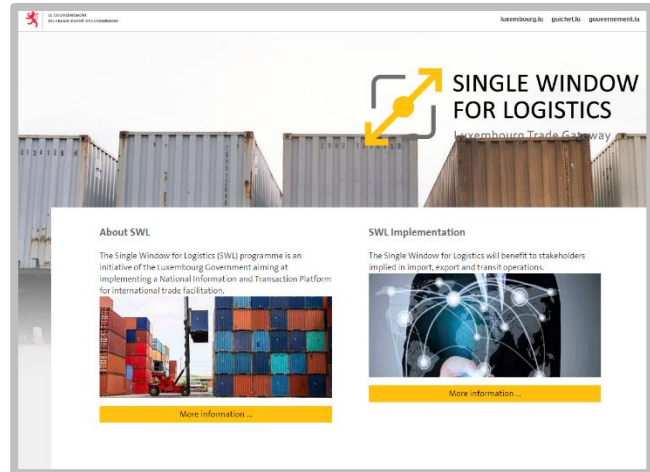 LE GOUVERNEMENT
DU GRAND-DUCHÉ DE LUXEMBOURG
luxembourg.lu guichet.lu gouvernement.lu
SINGLE WINDOW
FOR LOGISTICS
Luxembourg Trade Gateway
About SWL
The Single Window for Logistics (SWL) programme is an
initiative of the Luxembourg Government aiming at
implementing a National Information and Transaction Platform
for international trade facilitation.
More information ...
SWL Implementation
The Single Window for Logistics will benefit to stakeholders
implied in import, export and transit operations.
More information ...